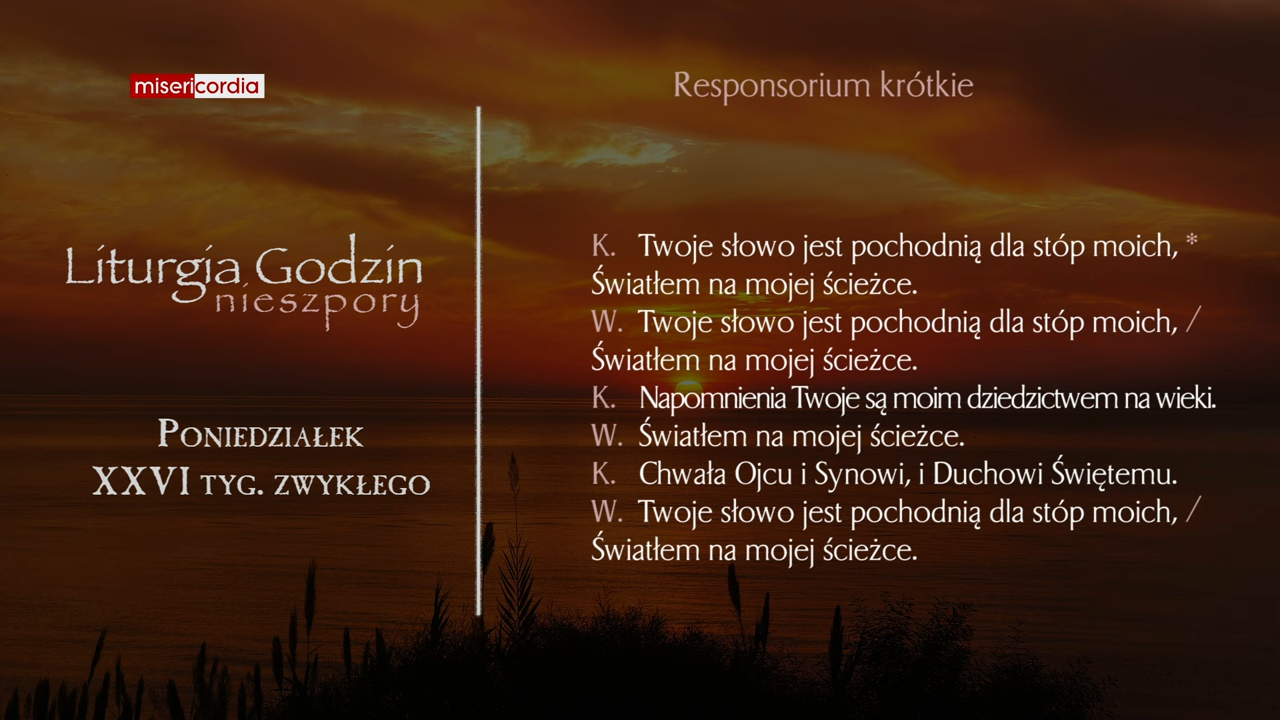 misericordia
Responsorium krótkie
Liturgia Godzin
nieszpory
Poniedziałek
XXVI tyg. zwykłego
K. Twoje słowo jest pochodnią dla stóp moich, *
Światłem na mojej ścieżce.
W. Twoje słowo jest pochodnią dla stóp moich, /
Światłem na mojej ścieżce.
K. Napomnienia Twoje są moim dziedzictwem na wieki.
W. Światłem na mojej ścieżce.
K. Chwała Ojcu i Synowi, i Duchowi Świętemu.
W. Twoje słowo jest pochodnią dla stóp moich, /
Światłem na mojej ścieżce.